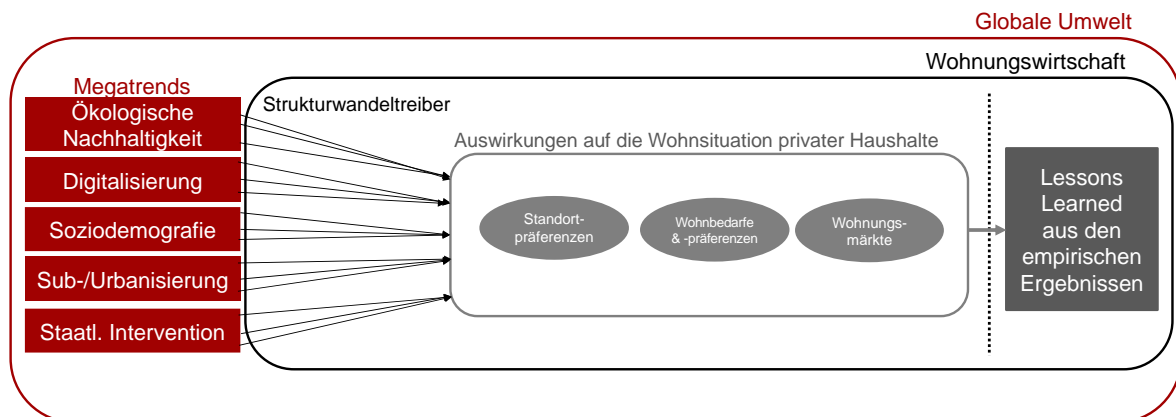 Globale Umwelt
Wohnungswirtschaft
Megatrends
Ökologische
Nachhaltigkeit
Digitalisierung
Soziodemografie
Sub-/Urbanisierung
Staatl. Intervention
Strukturwandeltreiber
Auswirkungen auf die Wohnsituation privater Haushalte
Standort-
präferenzen
Wohnbedarfe
& -präferenzen
Wohnungs-
märkte
Lessons
Learned
aus den
empirischen
Ergebnissen